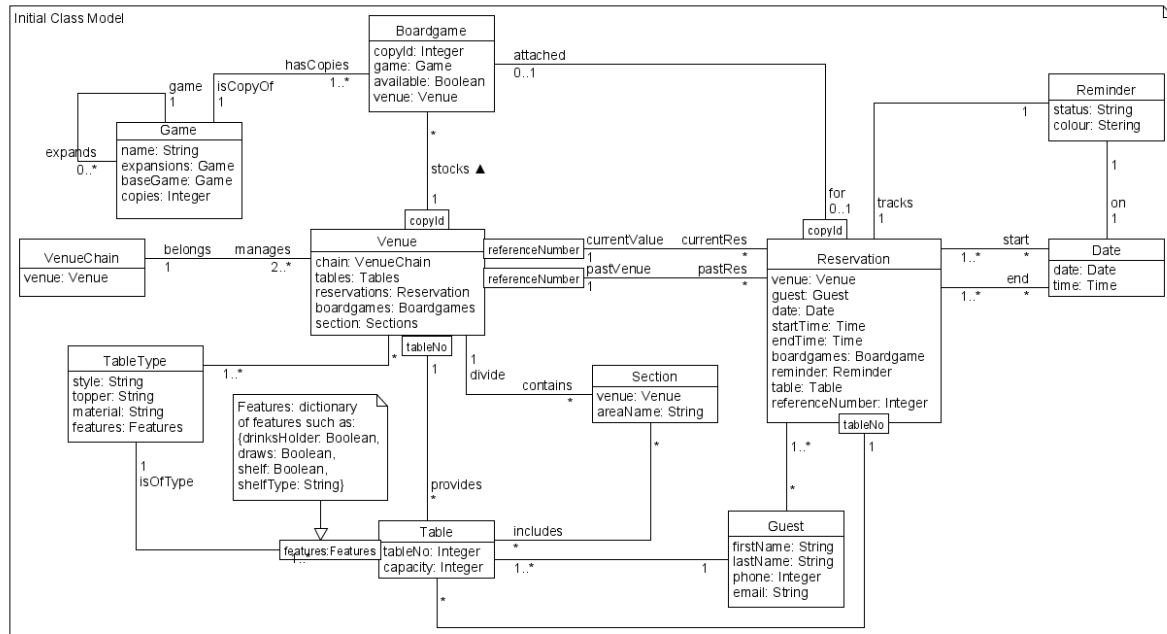 Initial Class Model
Boardgame
copyId: Integer
game: Game
available: Boolean
venue: Venue
attached
0..1
hasCopies
1..*
game
1
isCopyOf
1
Game
name: String
expansions: Game
baseGame: Game
copies: Integer
expands
0..*
Reminder
status: String
colour: Stering
1
tracks
1
1
on
1
*
stocks ▲
1
copyId
for
0..1
copyId
VenueChain
venue: Venue
belongs
1
manages
2..*
Venue
chain: VenueChain
tables: Tables
reservations: Reservation
boardgames: Boardgames
section: Sections
referenceNumber
currentValue
1
currentRes
*
referenceNumber
pastVenue
1
pastRes
*
Reservation
venue: Venue
guest: Guest
date: Date
startTime: Time
endTime: Time
boardgames: Boardgame
reminder: Reminder
table: Table
referenceNumber: Integer
start
1..*
*
end
1..*
*
Date
date: Date
time: Time
tableNo
1
1
divide
contains
*
Section
venue: Venue
areaName: String
*
tableNo
1
TableType
style: String
topper: String
material: String
features: Features
*
1..*
Features: dictionary
of features such as:
{drinksHolder: Boolean,
draws: Boolean,
shelf: Boolean,
shelfType: String}
1
isOfType
provides
*
features:Features
1..*
Table
tableNo: Integer
capacity: Integer
includes
*
1..*
1
*
1..*
*
Guest
firstName: String
lastName: String
phone: Integer
email: String